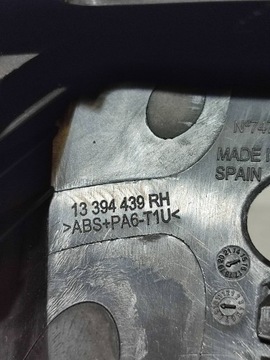 MADE
SPAIN
13 394 439 RH
>ABS+PA6-T1U<